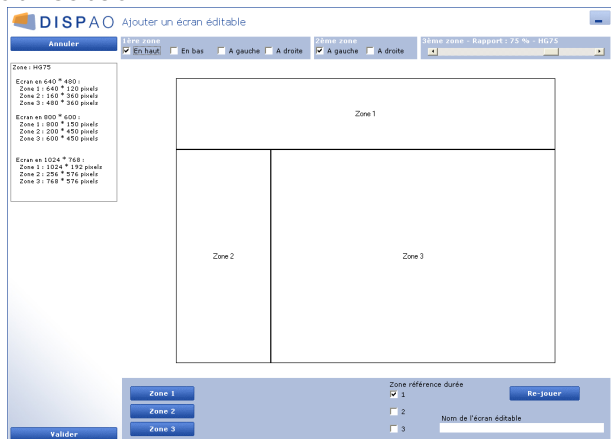 DISPAO Ajouter un écran éditable
Annuler
1ère zone
En haut En bas A gauche A droite
2ème zone
A gauche A droite
3ème zone - Rapport : 75 % - HG75
Zone : HG75
Ecran en 640 * 480 :
Zone 1 : 640 * 120 pixels
Zone 2 : 160 * 360 pixels
Zone 3 : 480 * 360 pixels
Ecran en 800 * 600 :
Zone 1 : 800 * 150 pixels
Zone 2 : 200 * 450 pixels
Zone 3 : 600 * 450 pixels
Ecran en 1024 * 768 :
Zone 1 : 1024 * 192 pixels
Zone 2 : 256 * 576 pixels
Zone 3 : 768 * 576 pixels
Zone 1
Zone 2
Zone 3
Zone 1
Zone 2
Zone 3
Zone référence durée
1
2
3
Re-jouer
Nom de l'écran éditable
Valider